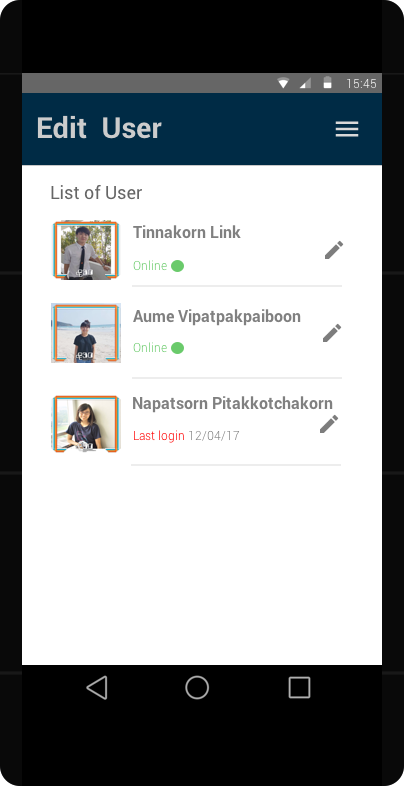 15:45
Edit User
List of User
Tinnakorn Link
Online
Aume Vipatpakpaiboon
Online
Napatsorn Pitakkotchakorn
Last login 12/04/17